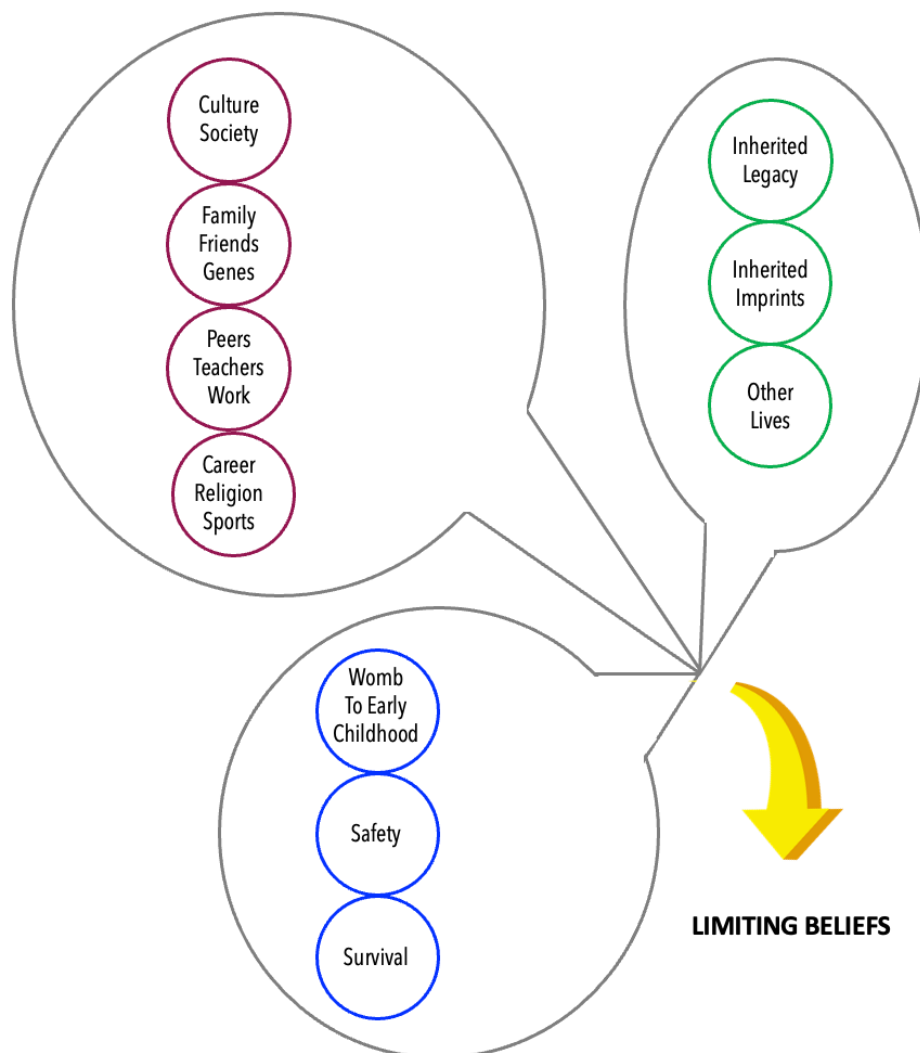 Culture
Society
Family
Friends
Genes
Peers
Teachers
Work
Career
Religion
Sports
Inherited
Legacy
Inherited
Imprints
Other
Lives
Womb
To Early
Childhood
Safety
Survival
LIMITING BELIEFS